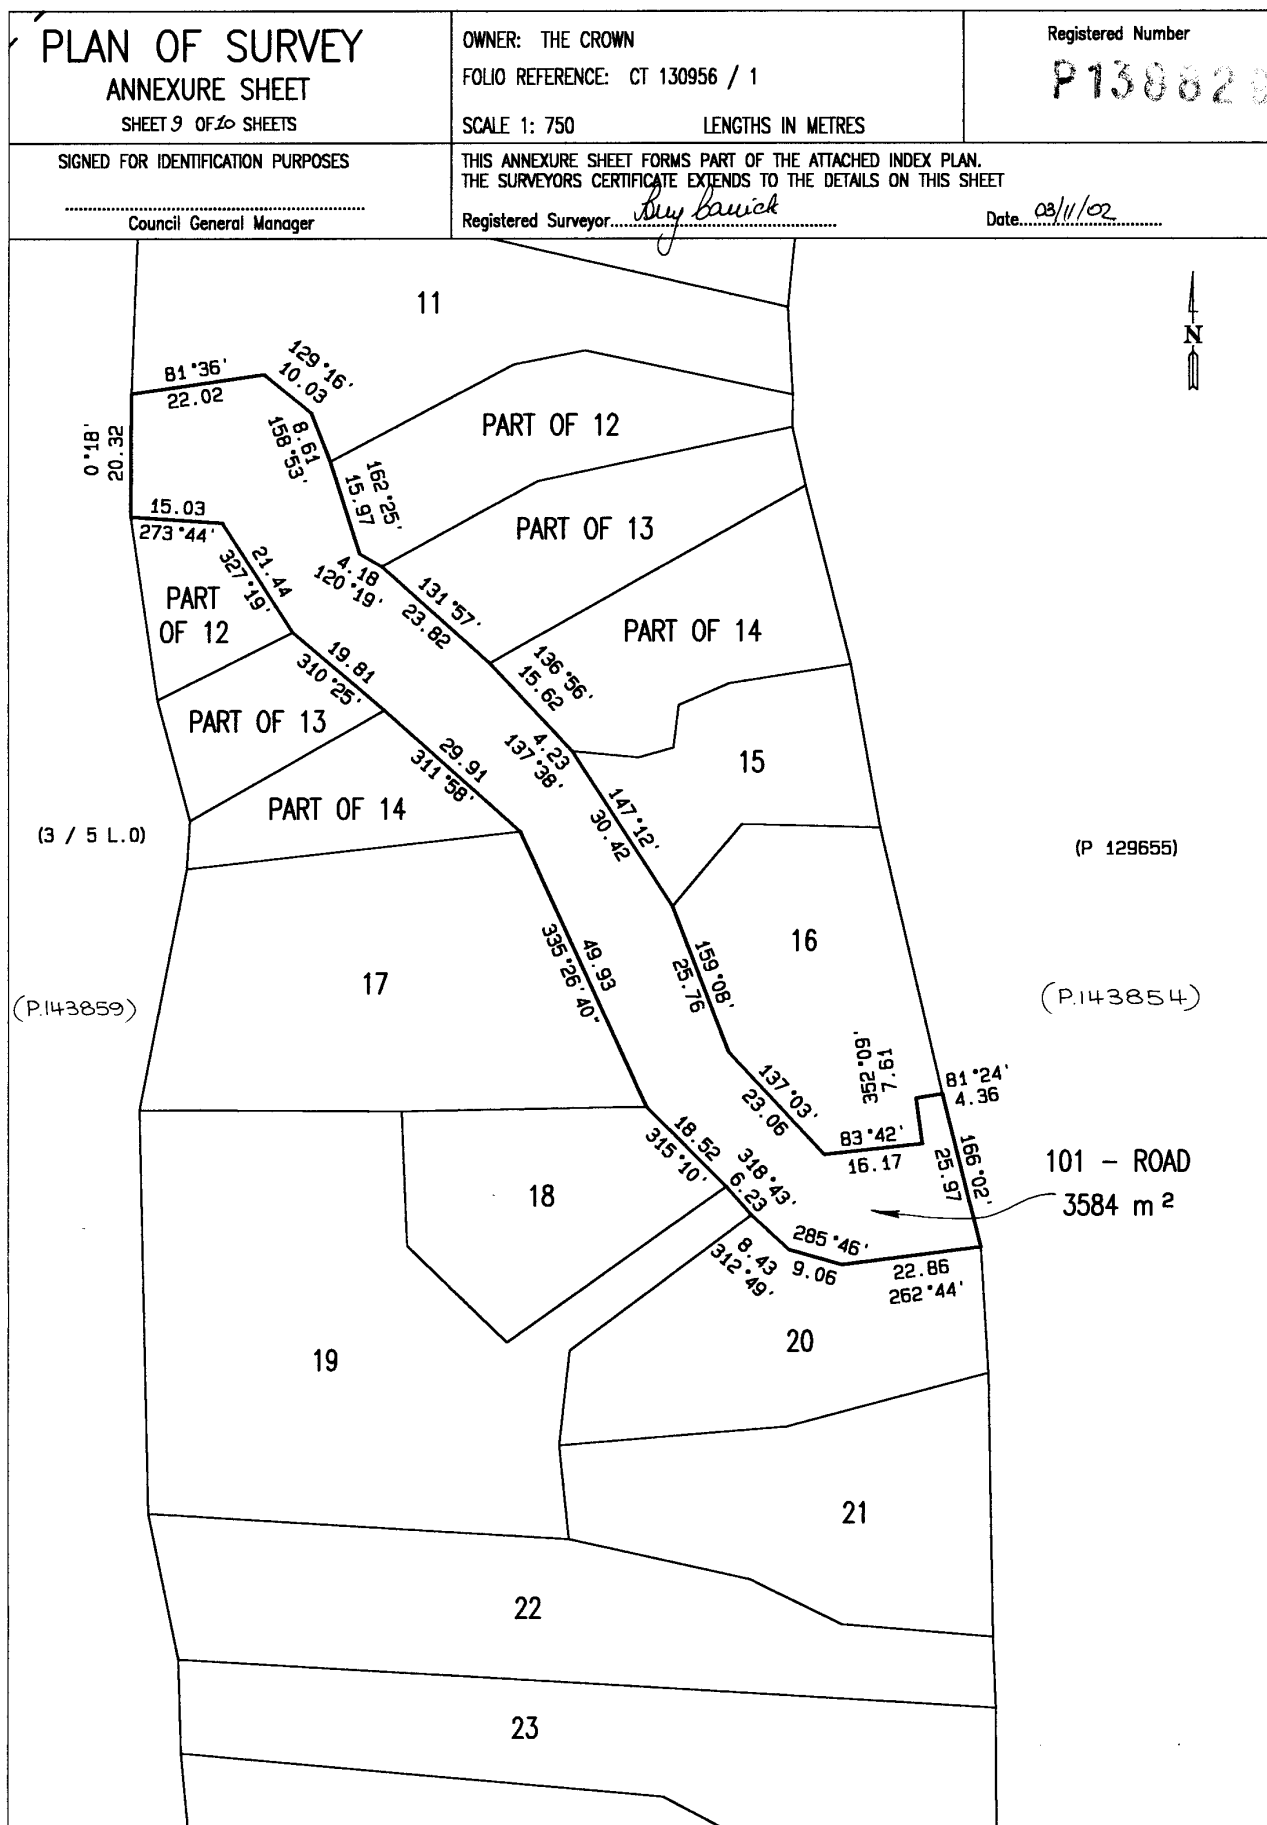 PLAN OF SURVEY
ANNEXURE SHEET
SHEET 9 OF 10 SHEETS
OWNER: THE CROWN
FOLIO REFERENCE: CT 130956 / 1
SCALE 1: 750 LENGTHS IN METRES
Registered Number
SIGNED FOR IDENTIFICATION PURPOSES
Council General Manager
THIS ANNEXURE SHEET FORMS PART OF THE ATTACHED INDEX PLAN.
THE SURVEYORS CERTIFICATE EXTENDS TO THE DETAILS ON THIS SHEET
Registered Surveyor
Date 03/11/02
11
N
81°36'
22.02
129°16'
10.03
8.61
158°53'
0°18'
20.32
PART OF 12
162°25'
15.97
15.03
273°44'
21.44
327°19'
PART OF 13
4.18
120°19'
131°57'
23.82
PART
OF 12
PART OF 14
136°56'
15.62
19.81
310°25'
PART OF 13
4.23
137°38'
29.91
311°58'
15
PART OF 14
147°12'
30.42
(3 / 5 L.O)
(P 129655)
16
159°08'
25.76
49.93
335°26'40"
17
(P.143859)
(P.143854)
352°09'
7.61
137°03'
23.06
81°24'
4.36
83°42'
16.17
18.52
315°10'
318°43'
6.23
166°02'
25.97
101 - ROAD
3584 m²
18
8.43
312°49'
285°46'
9.06
22.86
262°44'
20
19
21
22
23